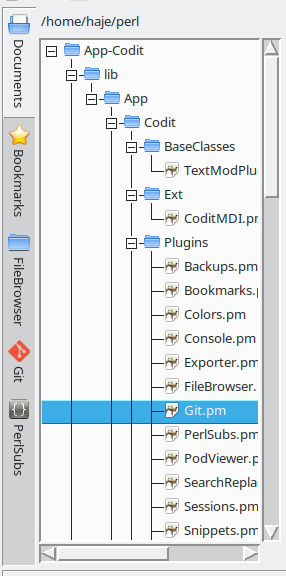 /home/haje/perl
Documents
Bookmarks
FileBrowser
Git
PerlSubs
App-Codit
lib
App
Codit
BaseClasses
TextModPlu
Ext
CoditMDI.pr
Plugins
Backups.pm
Bookmarks.p
Colors.pm
Console.pm
Exporter.pm
FileBrowser.
Git.pm
PerlSubs.pm
PodViewer.pm
SearchRepla
Sessions.pm
Snippets.pm